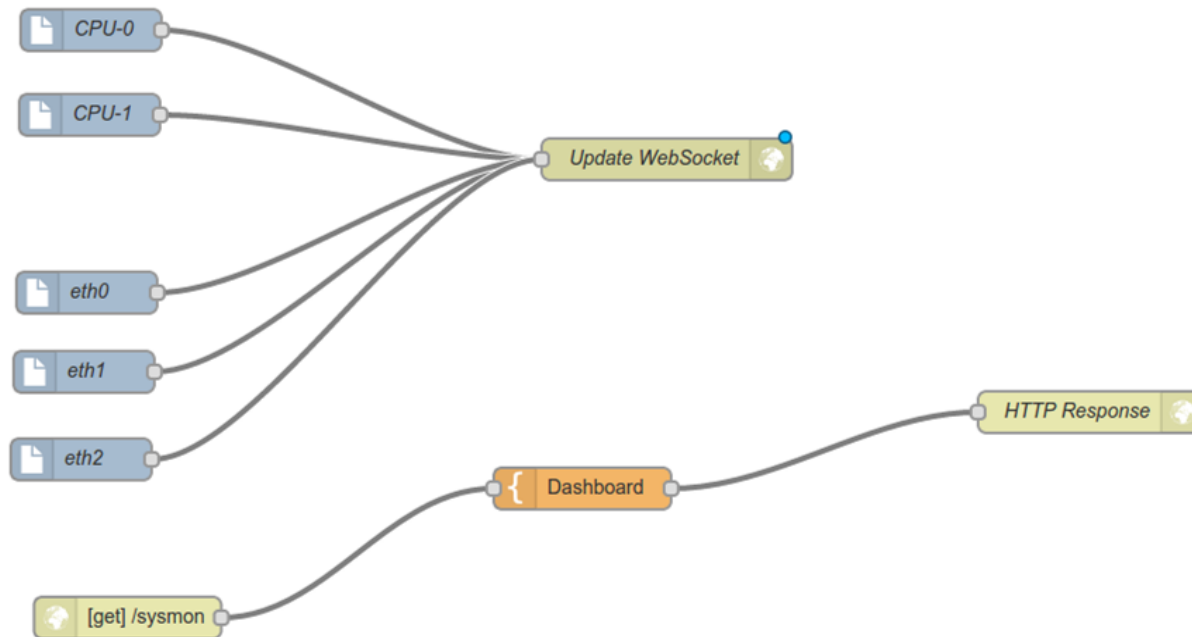 CPU-0
CPU-1
Update WebSocket
eth0
eth1
HTTP Response
eth2
Dashboard
[get] /sysmon